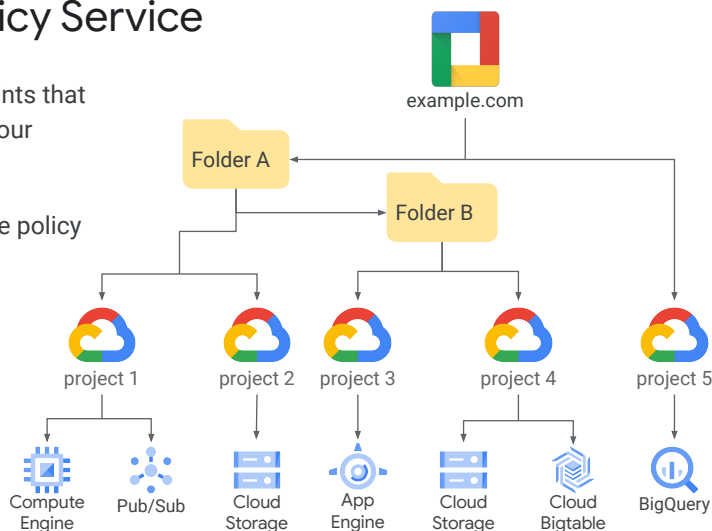 icy Service
nts that
our
e policy
example.com
Folder A
Folder B
project 1
project 2
project 3
project 4
project 5
Compute
Engine
Pub/Sub
Cloud
Storage
App
Engine
Cloud
Storage
Cloud
Bigtable
BigQuery